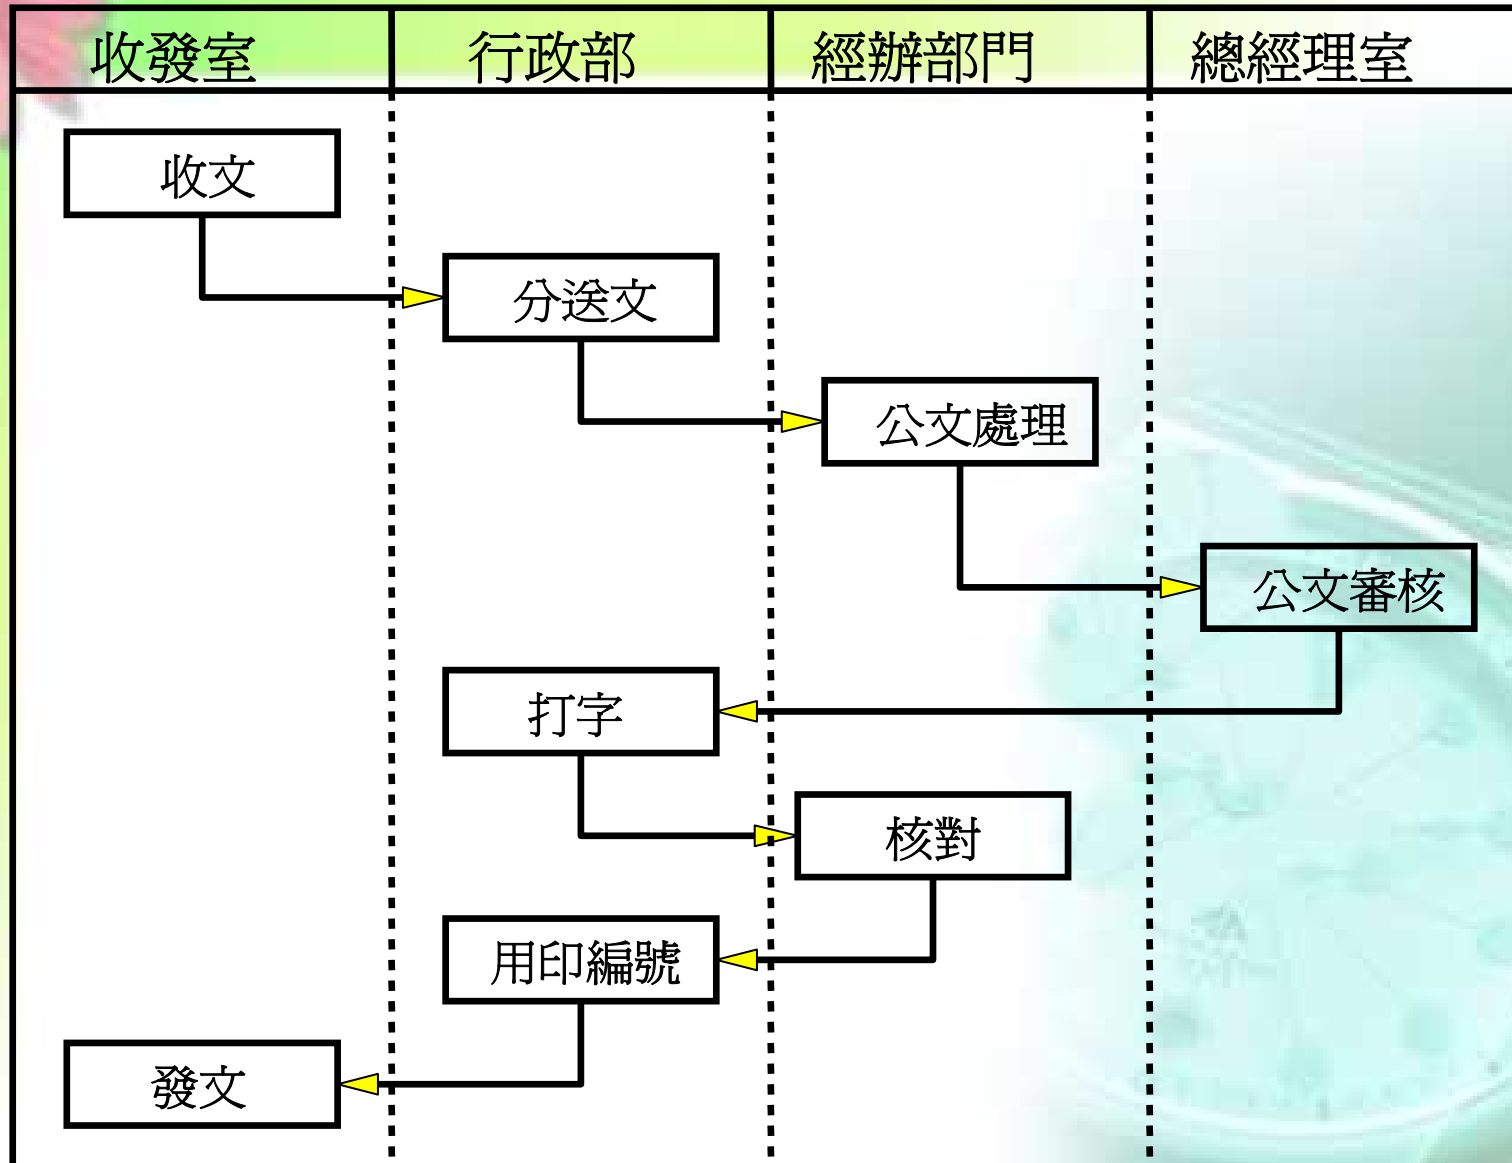 收發室 行政部 經辦部門 總經理室
收文
分送文
公文處理
公文審核
打字
核對
用印編號
發文